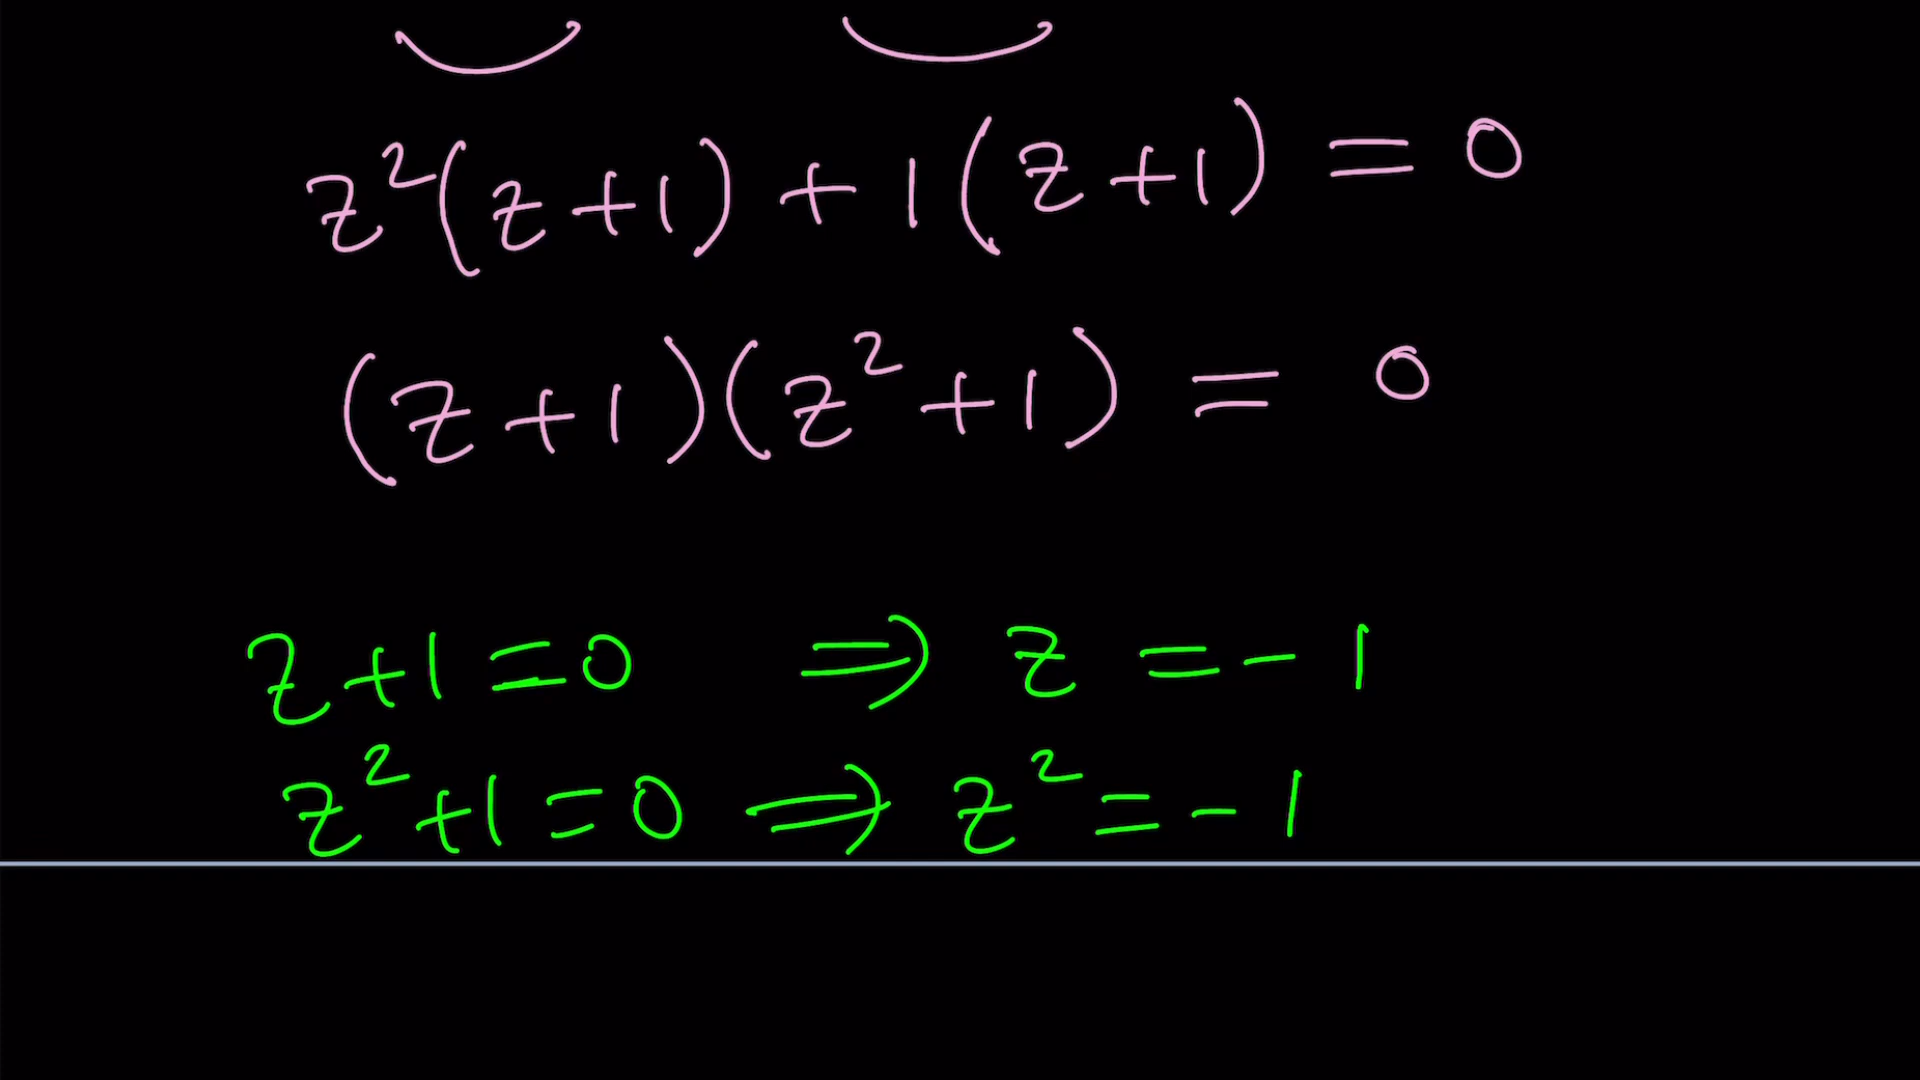 z²(z+1) + 1(z+1) = 0
(z+1)(z²+1) = 0
z+1=0 ⇒ z = -1
z²+1=0 ⇒ z² = -1